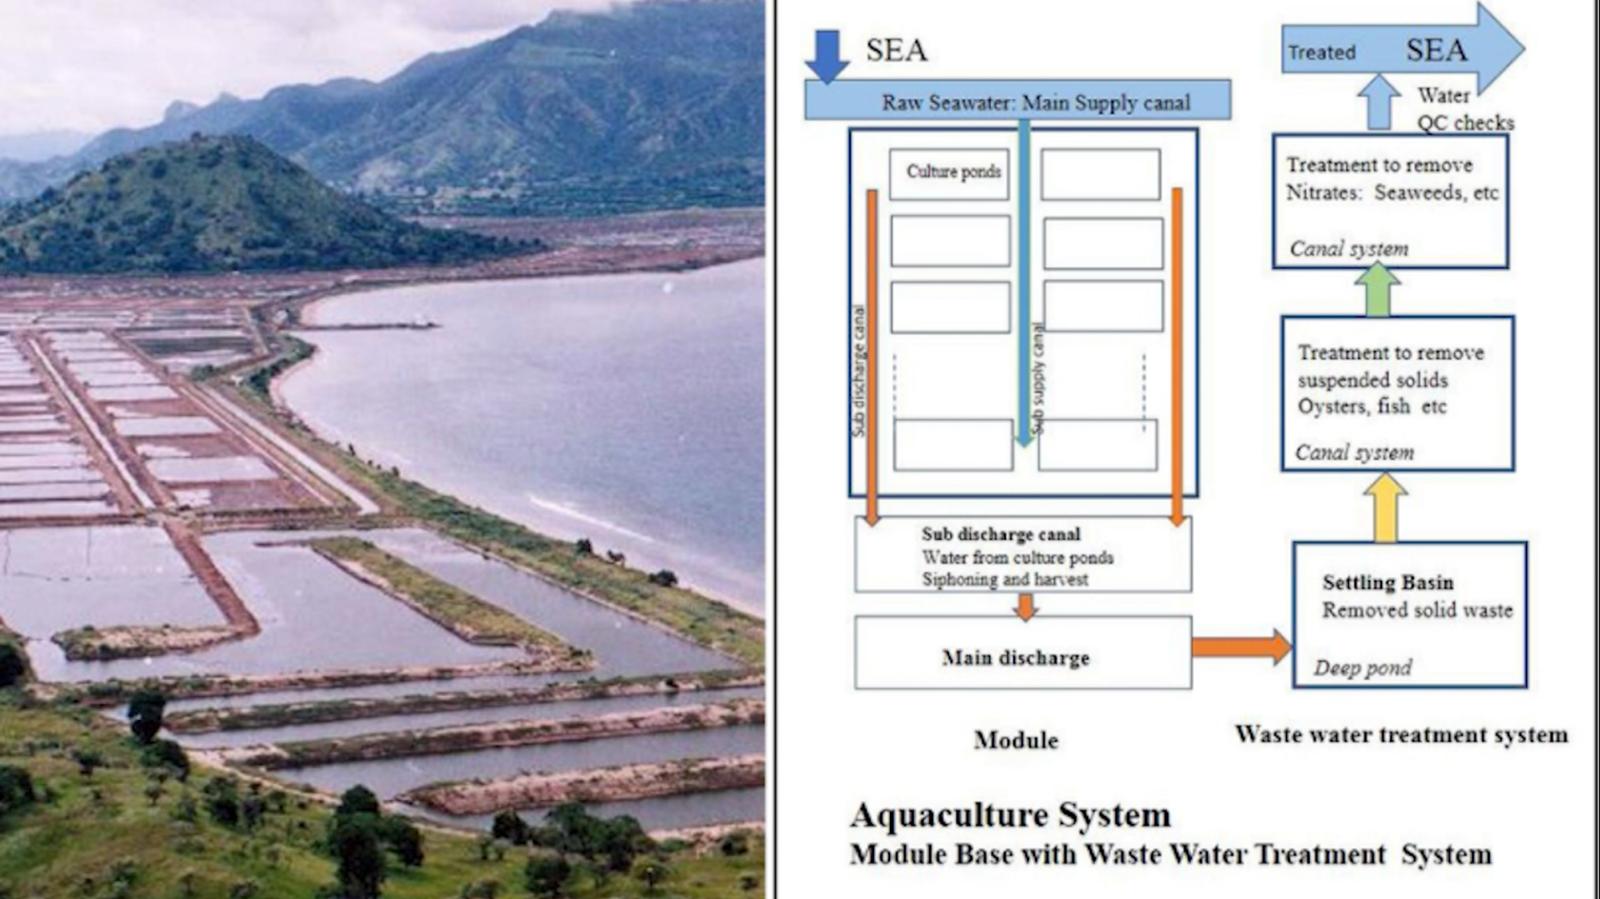 SEA
Raw Seawater: Main Supply canal
Culture ponds
Sub discharge canal
Sub supply canal
Sub discharge canal
Water from culture ponds
Siphoning and harvest
Main discharge
Module
Treated SEA
Water
QC checks
Treatment to remove
Nitrates: Seaweeds, etc
Canal system
Treatment to remove
suspended solids
Oysters, fish etc
Canal system
Settling Basin
Removed solid waste
Deep pond
Waste water treatment system
Aquaculture System
Module Base with Waste Water Treatment System